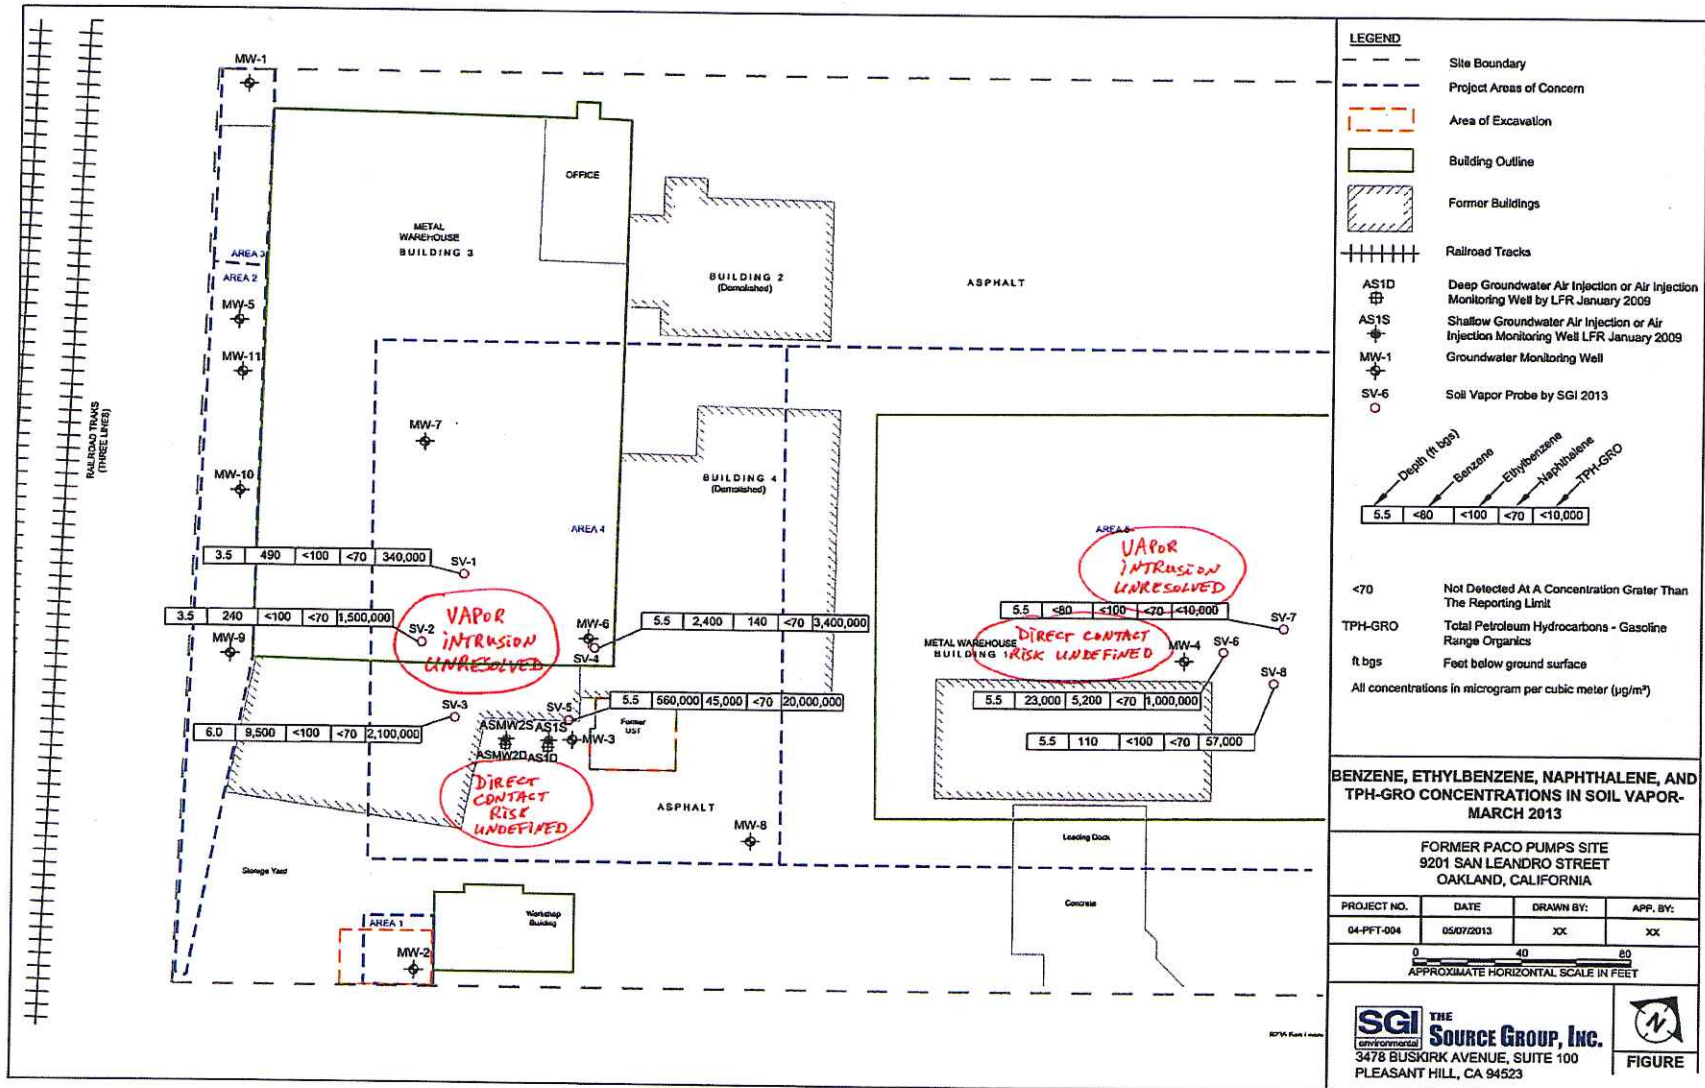 MW-1
OFFICE
METAL
WAREHOUSE
BUILDING 3
AREA 3
AREA 2
MW-5
MW-11
BUILDING 2
(Demolished)
ASPHALT
RAILROAD TRAKS
(THREE LINES)
MW-7
MW-10
BUILDING 4
(Demolished)
AREA 4
3.5 490 <100 <70 340,000
SV-1
3.5 240 <100 <70 1,500,000
SV-2
MW-9
VAPOR
INTRUSION
UNRESOLVED
MW-6
SV-4
5.5 2,400 140 <70 3,400,000
SV-3
6.0 9,500 <100 <70 2,100,000
SV-5
5.5 560,000 45,000 <70 20,000,000
ASMW2S
AS1S
MW-3
ASMW2D
AS1D
Former
UST
DIRECT
CONTACT
RISK
UNDEFINED
ASPHALT
MW-8
Storage Yard
AREA 1
MW-2
Workshop
Building
AREA 5
VAPOR
INTRUSION
UNRESOLVED
5.5 <80 <100 <70 <10,000
SV-7
METAL WAREHOUSE
BUILDING 1
DIRECT CONTACT
RISK UNDEFINED
MW-4
SV-6
SV-8
5.5 23,000 5,200 <70 1,000,000
5.5 110 <100 <70 57,000
Loading Dock
Concrete
LEGEND
Site Boundary
Project Areas of Concern
Area of Excavation
Building Outline
Former Buildings
Railroad Tracks
AS1D
Deep Groundwater Air Injection or Air Injection
Monitoring Well by LFR January 2009
AS1S
Shallow Groundwater Air Injection or Air
Injection Monitoring Well LFR January 2009
MW-1
Groundwater Monitoring Well
SV-6
Soil Vapor Probe by SGI 2013
Depth (ft bgs)
Benzene
Ethylbenzene
Naphthalene
TPH-GRO
5.5 <80 <100 <70 <10,000
<70
Not Detected At A Concentration Grater Than
The Reporting Limit
TPH-GRO
Total Petroleum Hydrocarbons - Gasoline
Range Organics
ft bgs
Feet below ground surface
All concentrations in microgram per cubic meter (µg/m³)
BENZENE, ETHYLBENZENE, NAPHTHALENE, AND
TPH-GRO CONCENTRATIONS IN SOIL VAPOR-
MARCH 2013
FORMER PACO PUMPS SITE
9201 SAN LEANDRO STREET
OAKLAND, CALIFORNIA
PROJECT NO. DATE DRAWN BY: APP. BY:
04-PFT-004 05/07/2013 XX XX
0 40 80
APPROXIMATE HORIZONTAL SCALE IN FEET
SGI
environmental
THE
SOURCE GROUP, INC.
3478 BUSKIRK AVENUE, SUITE 100
PLEASANT HILL, CA 94523
N
FIGURE